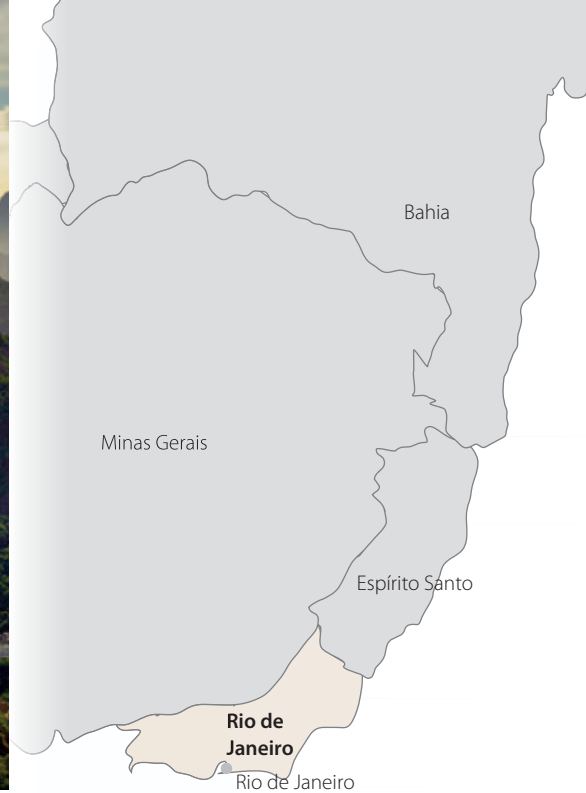 Bahia
Minas Gerais
Espírito Santo
Rio de
Janeiro
Rio de Janeiro